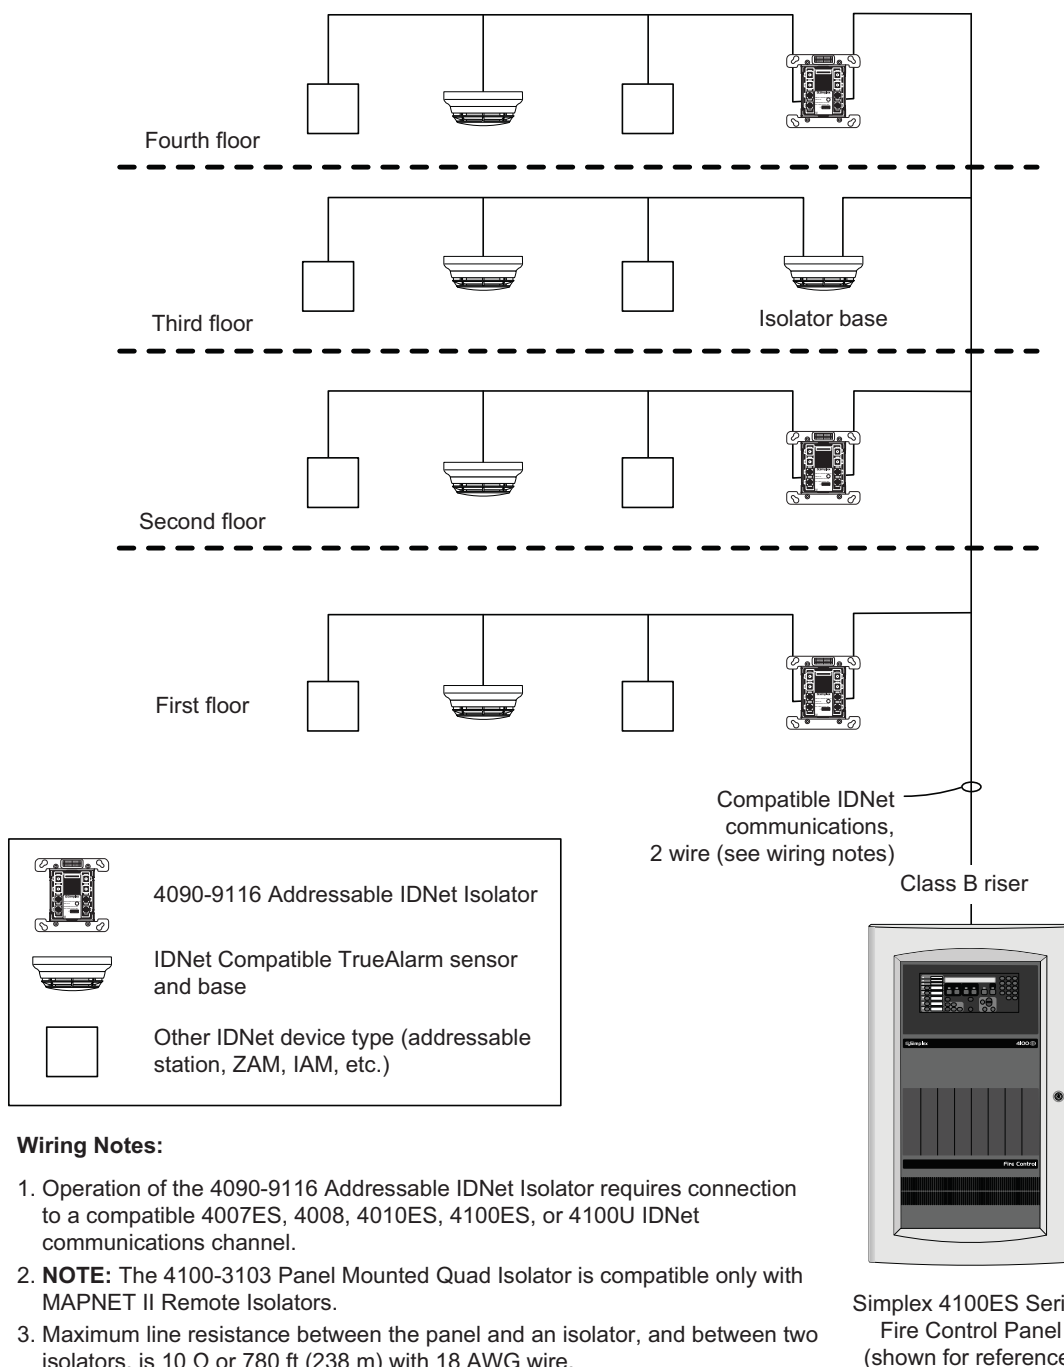 Fourth floor
Third floor
Isolator base
Second floor
First floor
Compatible IDNet
communications,
2 wire (see wiring notes)
Class B riser
4090-9116 Addressable IDNet Isolator
IDNet Compatible TrueAlarm sensor
and base
Other IDNet device type (addressable
station, ZAM, IAM, etc.)
Simplex 4100
Fire Control
Wiring Notes:
1. Operation of the 4090-9116 Addressable IDNet Isolator requires connection
to a compatible 4007ES, 4008, 4010ES, 4100ES, or 4100U IDNet
communications channel.
2. NOTE: The 4100-3103 Panel Mounted Quad Isolator is compatible only with
MAPNET II Remote Isolators.
3. Maximum line resistance between the panel and an isolator, and between two
isolators, is 10 Ω or 780 ft (238 m) with 18 AWG wire.
Simplex 4100ES Seri
Fire Control Panel
(shown for reference